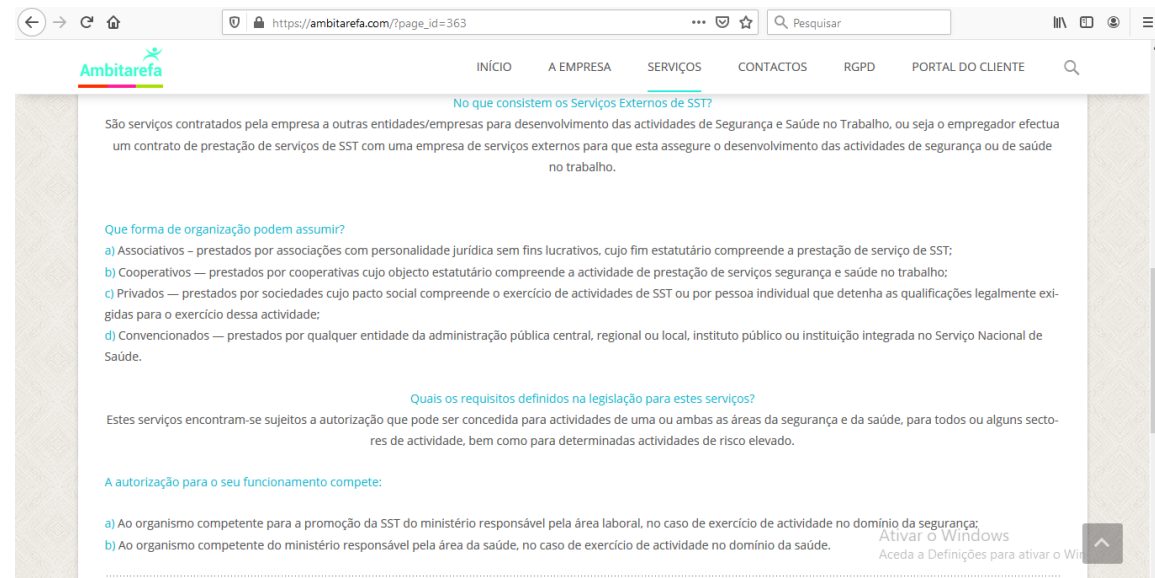 https://ambitarefa.com/?page_id=363
Pesquisar
Ambitarefa
INÍCIO A EMPRESA SERVIÇOS CONTACTOS RGPD PORTAL DO CLIENTE
No que consistem os Serviços Externos de SST?
São serviços contratados pela empresa a outras entidades/empresas para desenvolvimento das actividades de Segurança e Saúde no Trabalho, ou seja o empregador efectua
um contrato de prestação de serviços de SST com uma empresa de serviços externos para que esta assegure o desenvolvimento das actividades de segurança ou de saúde
no trabalho.
Que forma de organização podem assumir?
a) Associativos – prestados por associações com personalidade jurídica sem fins lucrativos, cujo fim estatutário compreende a prestação de serviço de SST;
b) Cooperativos — prestados por cooperativas cujo objecto estatutário compreende a actividade de prestação de serviços segurança e saúde no trabalho;
c) Privados — prestados por sociedades cujo pacto social compreende o exercício de actividades de SST ou por pessoa individual que detenha as qualificações legalmente exi-
gidas para o exercício dessa actividade;
d) Convencionados — prestados por qualquer entidade da administração pública central, regional ou local, instituto público ou instituição integrada no Serviço Nacional de
Saúde.
Quais os requisitos definidos na legislação para estes serviços?
Estes serviços encontram-se sujeitos a autorização que pode ser concedida para actividades de uma ou ambas as áreas da segurança e da saúde, para todos ou alguns secto-
res de actividade, bem como para determinadas actividades de risco elevado.
A autorização para o seu funcionamento compete:
a) Ao organismo competente para a promoção da SST do ministério responsável pela área laboral, no caso de exercício de actividade no domínio da segurança;
b) Ao organismo competente do ministério responsável pela área da saúde, no caso de exercício de actividade no domínio da saúde.
Ativar o Windows
Aceda a Definições para ativar o Wi